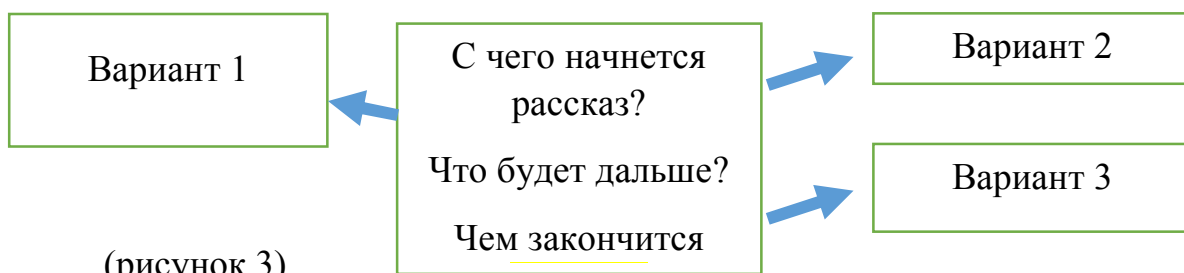 Вариант 1
С чего начнется
рассказ?
Что будет дальше?
Чем закончится
Вариант 2
Вариант 3
(рисунок 3)